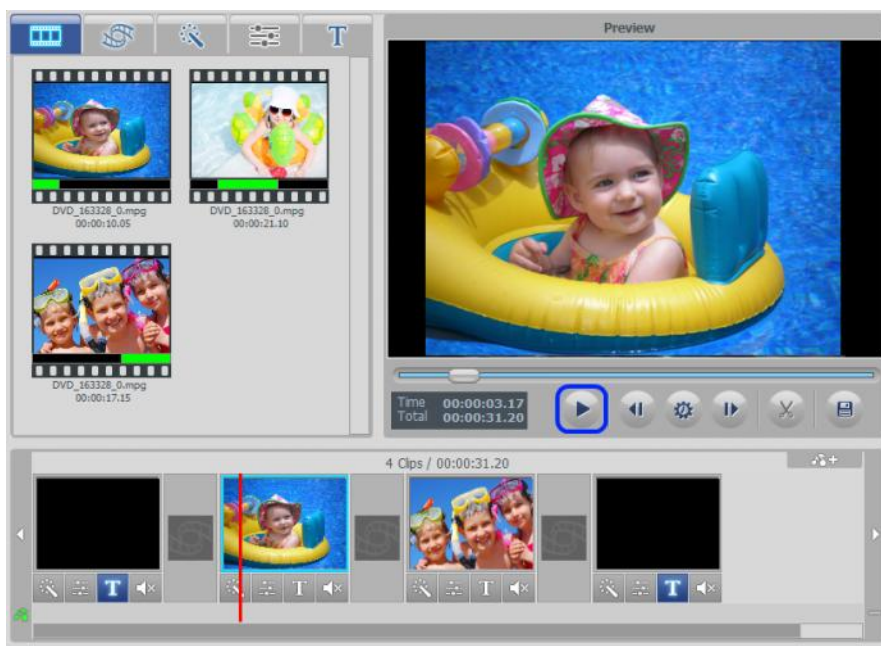 T
Preview
DVD_163328_0.mpg
00:00:10.05
DVD_163328_0.mpg
00:00:21.10
DVD_163328_0.mpg
00:00:17.15
Time 00:00:03.17
Total 00:00:31.20
4 Clips / 00:00:31.20
T T T T